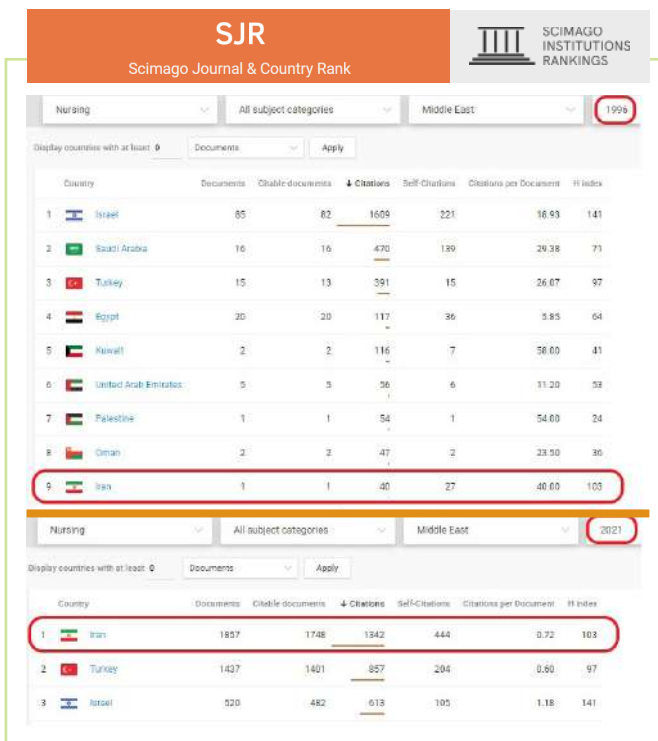 SJR
Scimago Journal & Country Rank
SCIMAGO
INSTITUTIONS
RANKINGS
Nursing All subject categories Middle East 1996
Display countries with at least 0 Documents Apply
Country Documents Citable documents ↓ Citations Self-Citations Citations per Document H index
1 Israel 85 82 1609 221 18.93 141
2 Saudi Arabia 16 16 470 139 29.38 71
3 Turkey 15 13 391 15 26.07 97
4 Egypt 20 20 117 36 5.85 64
5 Kuwait 2 2 116 7 58.00 41
6 United Arab Emirates 5 5 56 6 11.20 53
7 Palestine 1 1 54 1 54.00 24
8 Oman 2 2 47 2 23.50 36
9 Iran 1 1 40 27 40.00 103
Nursing All subject categories Middle East 2021
Display countries with at least 0 Documents Apply
Country Documents Citable documents ↓ Citations Self-Citations Citations per Document H index
1 Iran 1857 1748 1342 444 0.72 103
2 Turkey 1437 1401 857 204 0.60 97
3 Israel 520 482 613 105 1.18 141